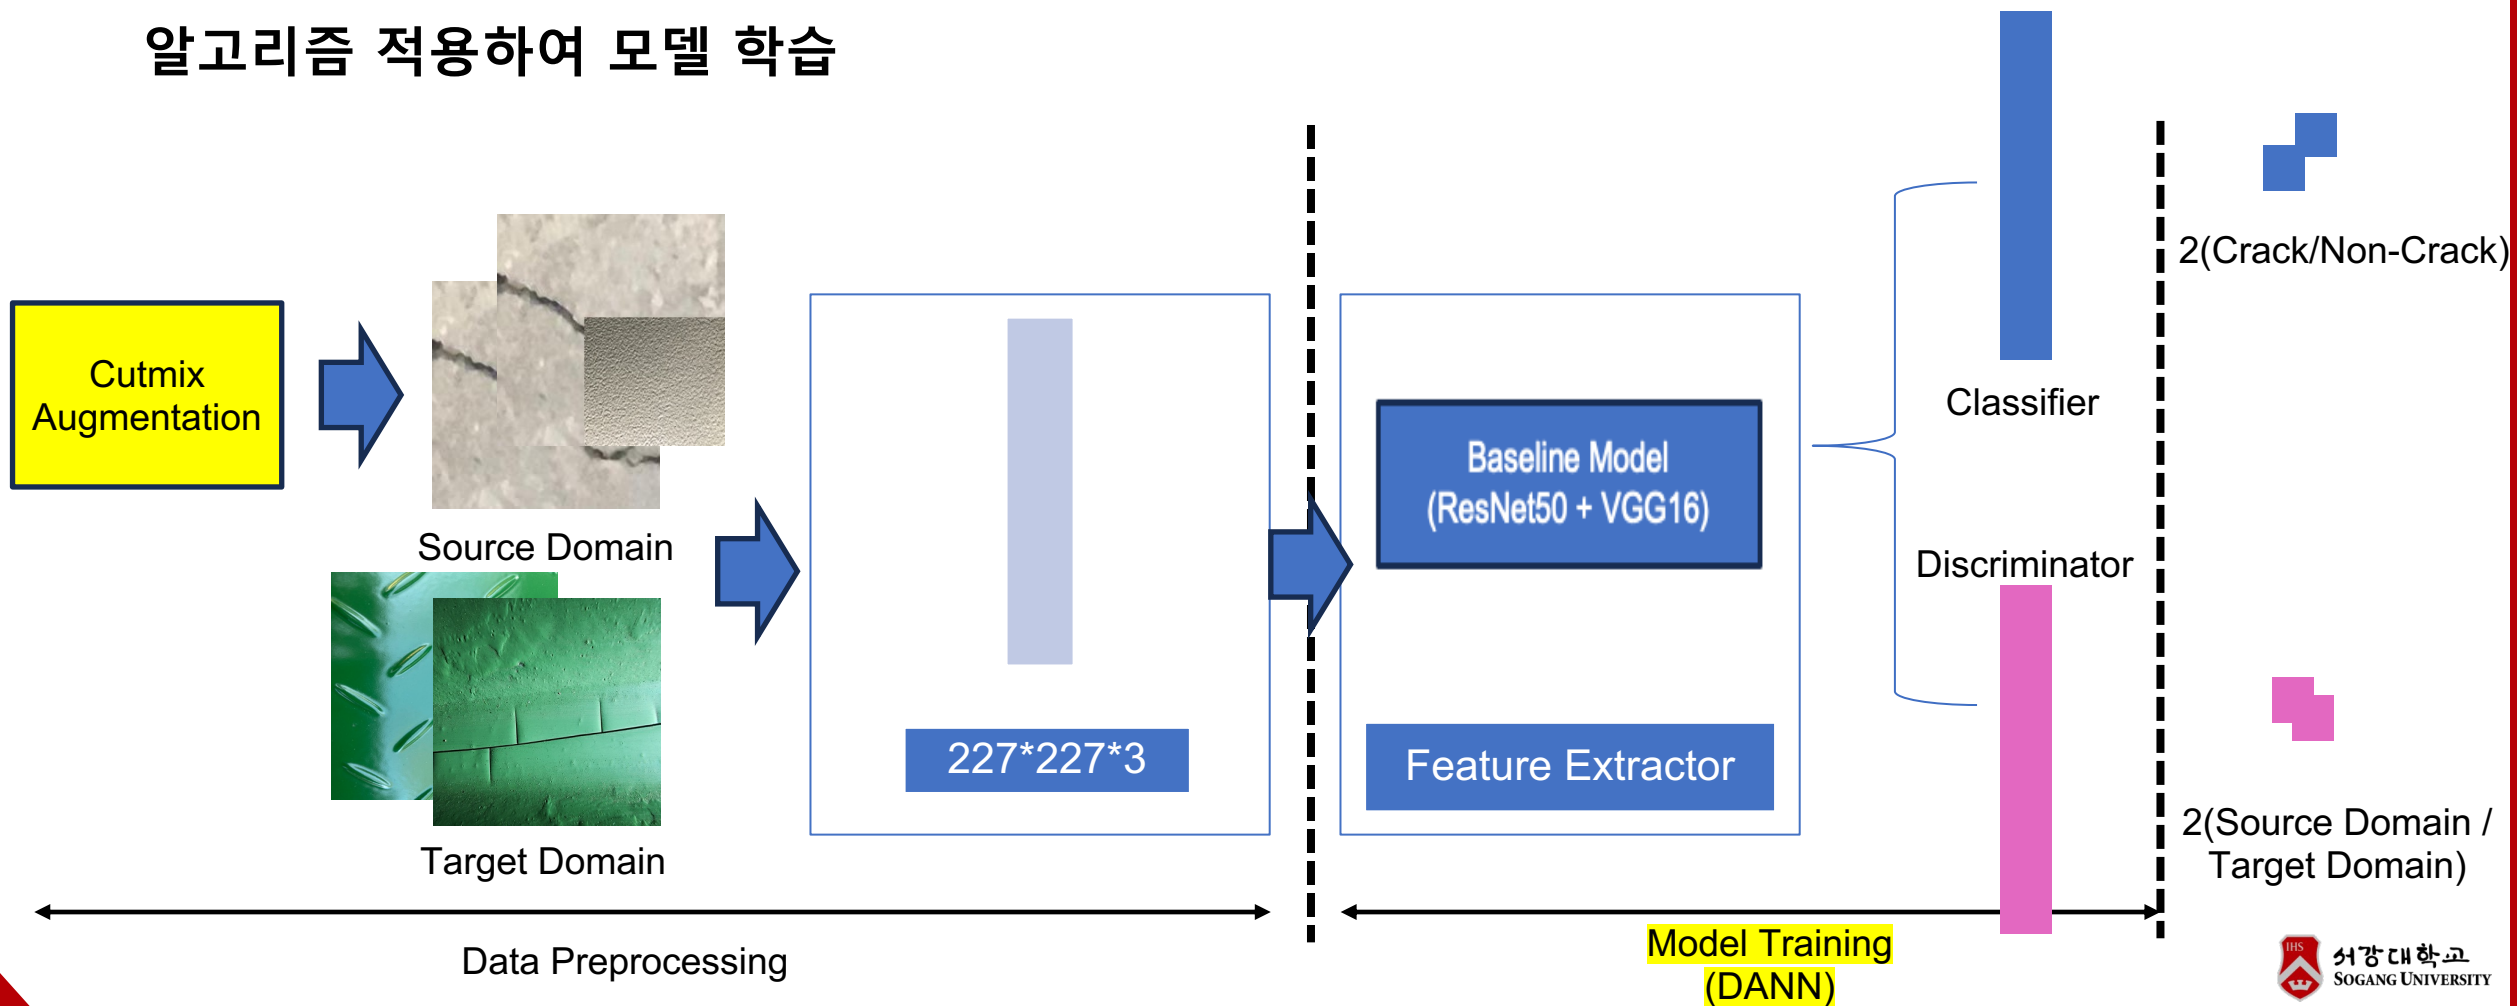 알고리즘 적용하여 모델 학습
Cutmix
Augmentation
Source Domain
Target Domain
227*227*3
Baseline Model
(ResNet50 + VGG16)
Feature Extractor
Classifier
Discriminator
2(Crack/Non-Crack)
2(Source Domain /
Target Domain)
Data Preprocessing
Model Training
(DANN)
IHS
서강대학교
SOGANG UNIVERSITY